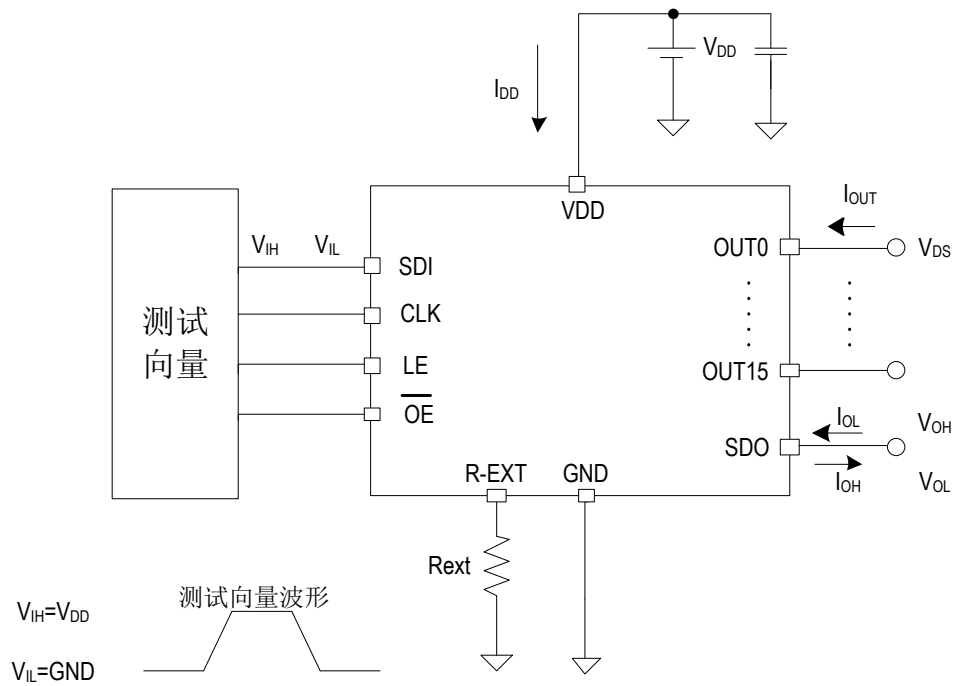 VDD
IDD
VDD
IOUT
OUT0
VDS
VIH VIL
SDI
CLK
LE
OE
测试
向量
OUT15
IOL
VOH
SDO
IOH
VOL
R-EXT GND
Rext
测试向量波形
VIH=VDD
VIL=GND